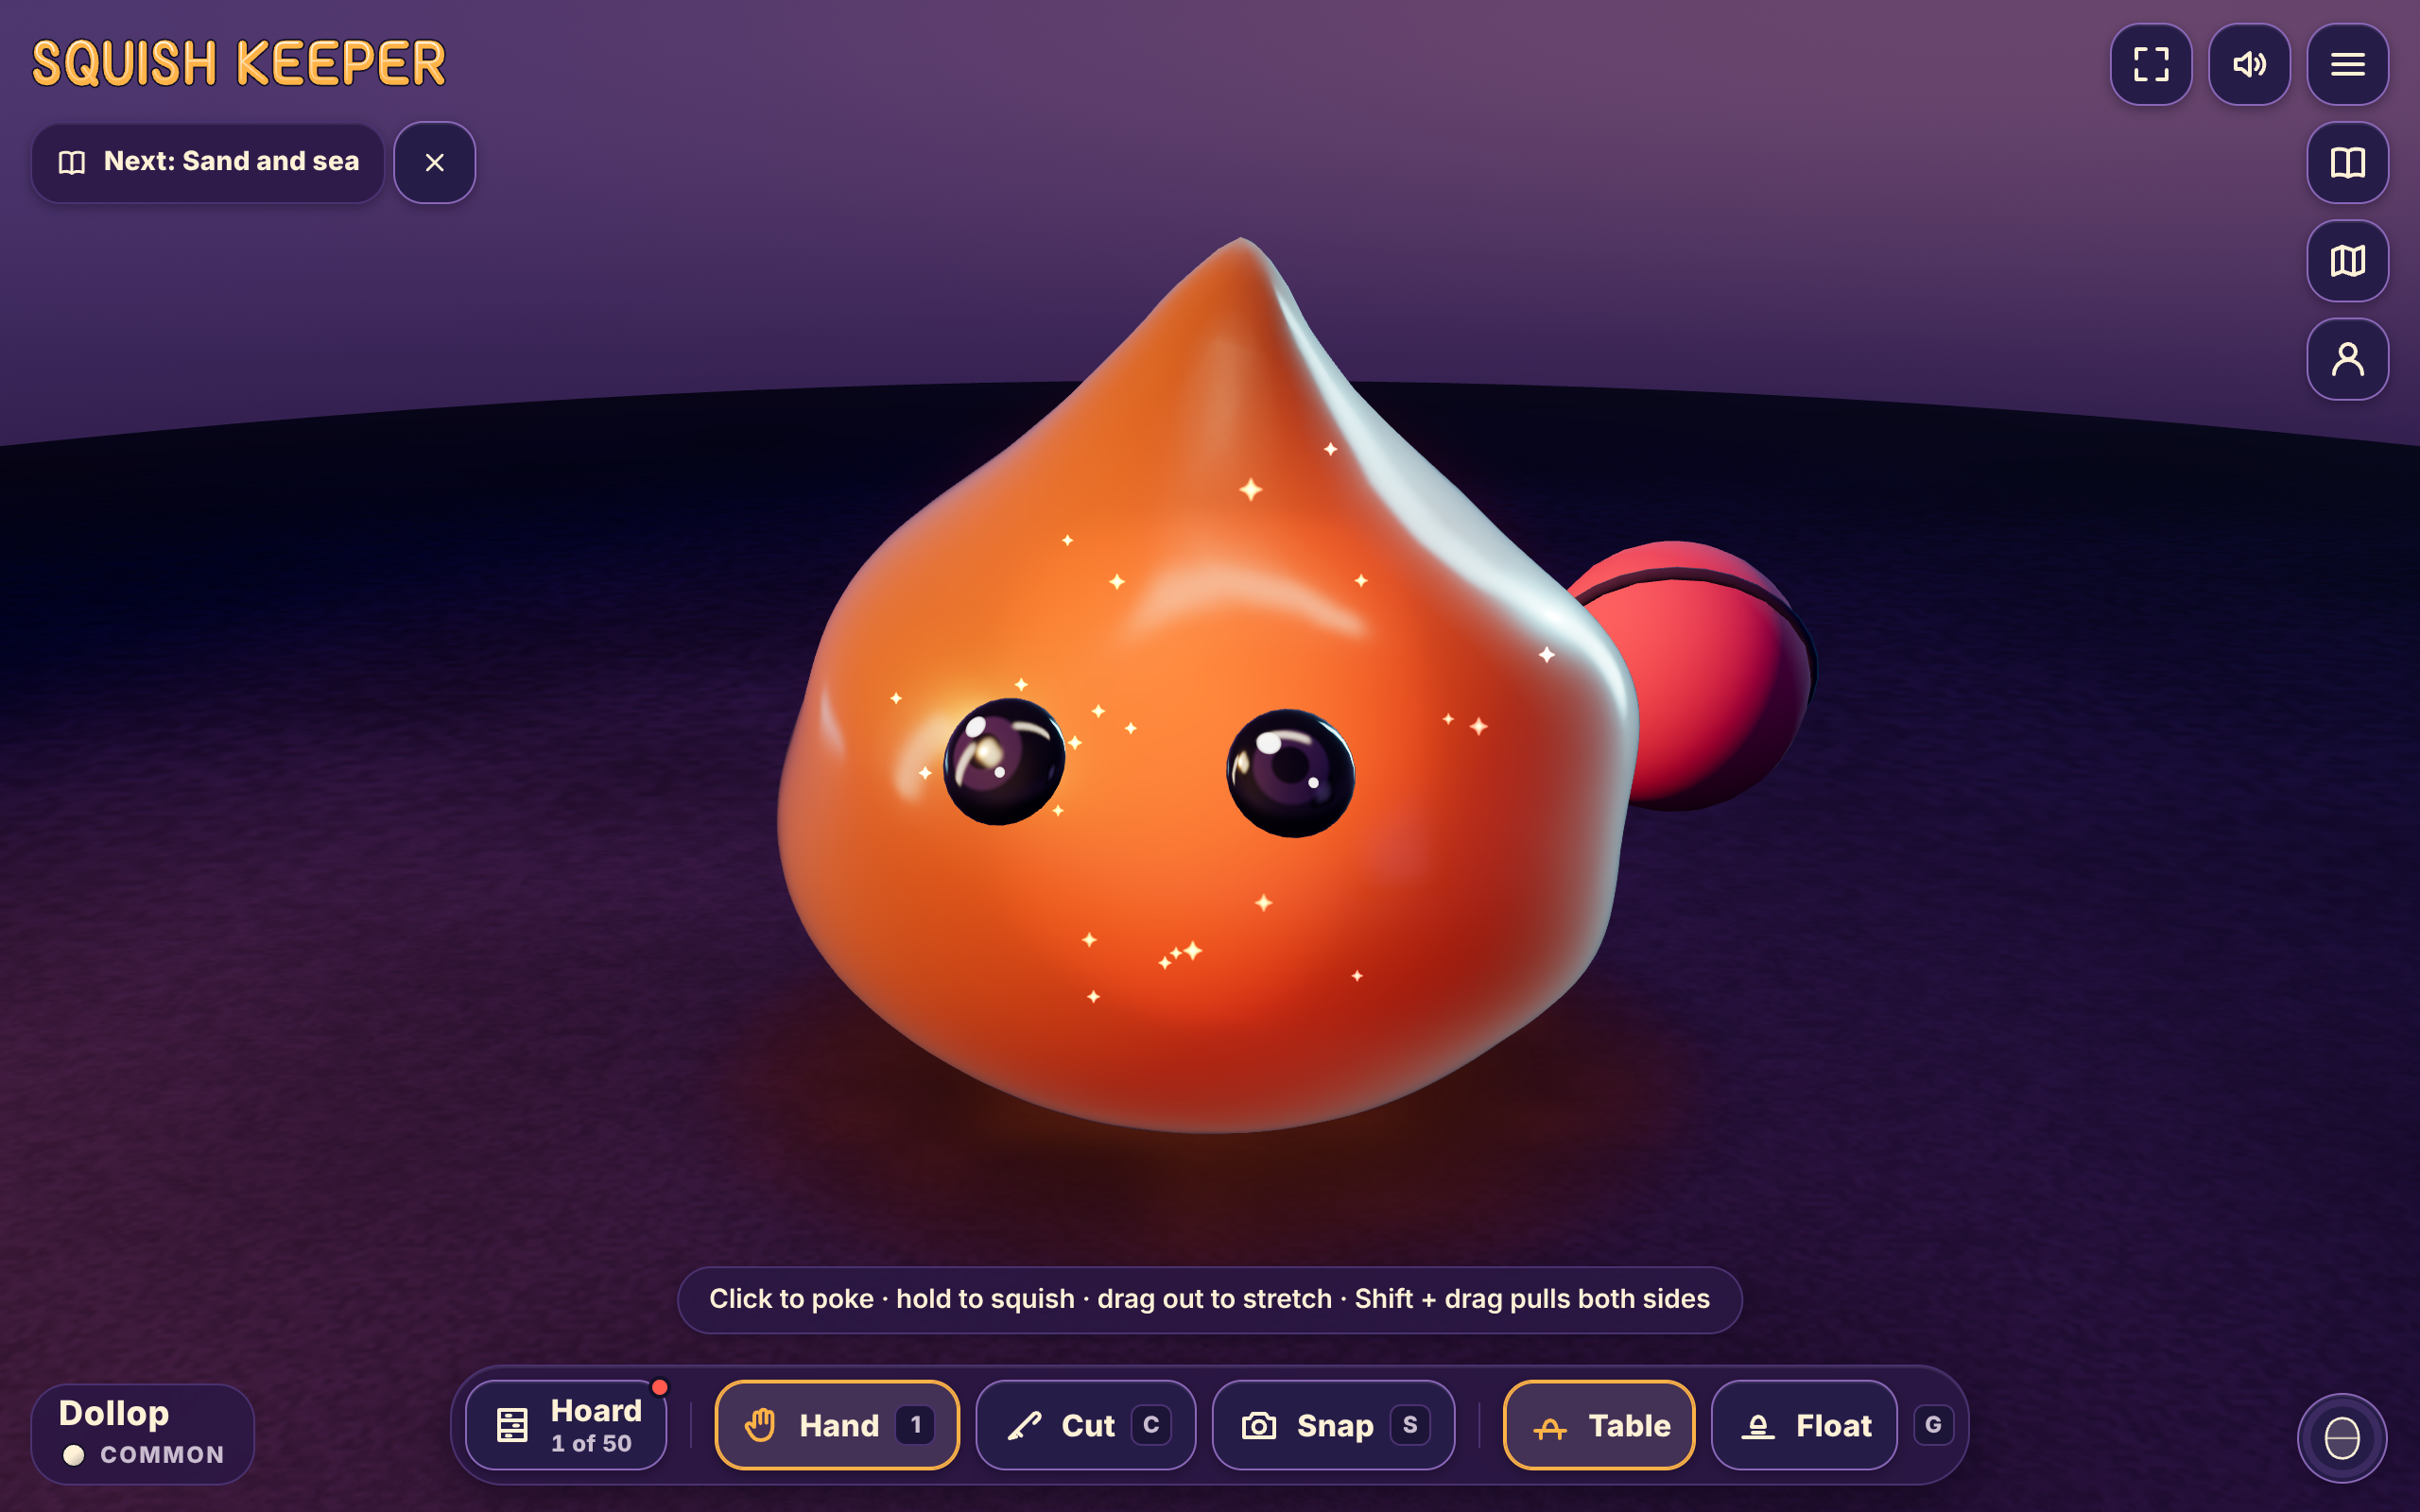 SQUISH KEEPER
Next: Sand and sea
Click to poke · hold to squish · drag out to stretch · Shift + drag pulls both sides
Dollop
COMMON
Hoard
1 of 50
Hand 1
Cut C
Snap S
Table
Float G